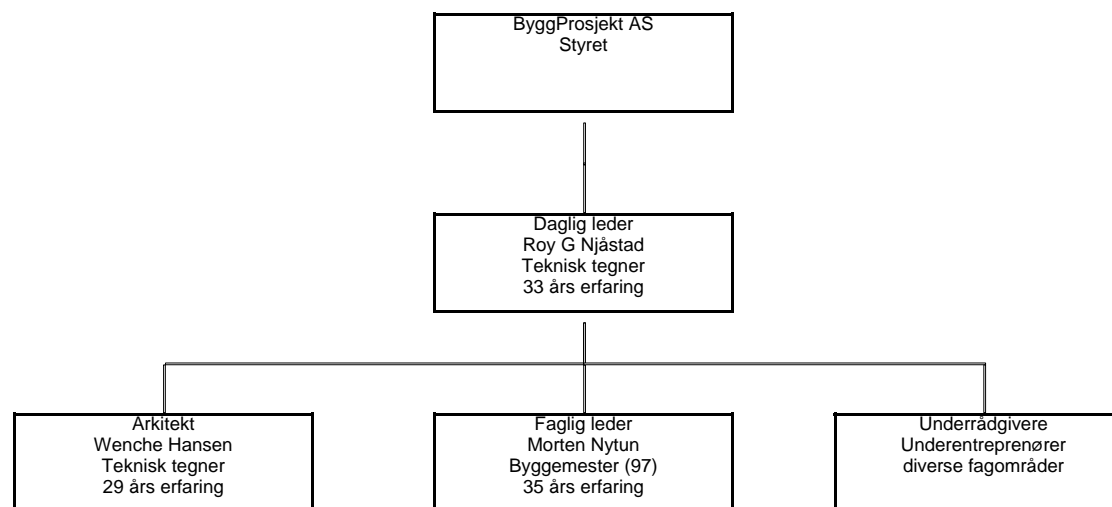 ByggProsjekt AS
Styret
Daglig leder
Roy G Njåstad
Teknisk tegner
33 års erfaring
Arkitekt
Wenche Hansen
Teknisk tegner
29 års erfaring
Faglig leder
Morten Nytun
Byggemester (97)
35 års erfaring
Underrådgivere
Underentreprenører
diverse fagområder